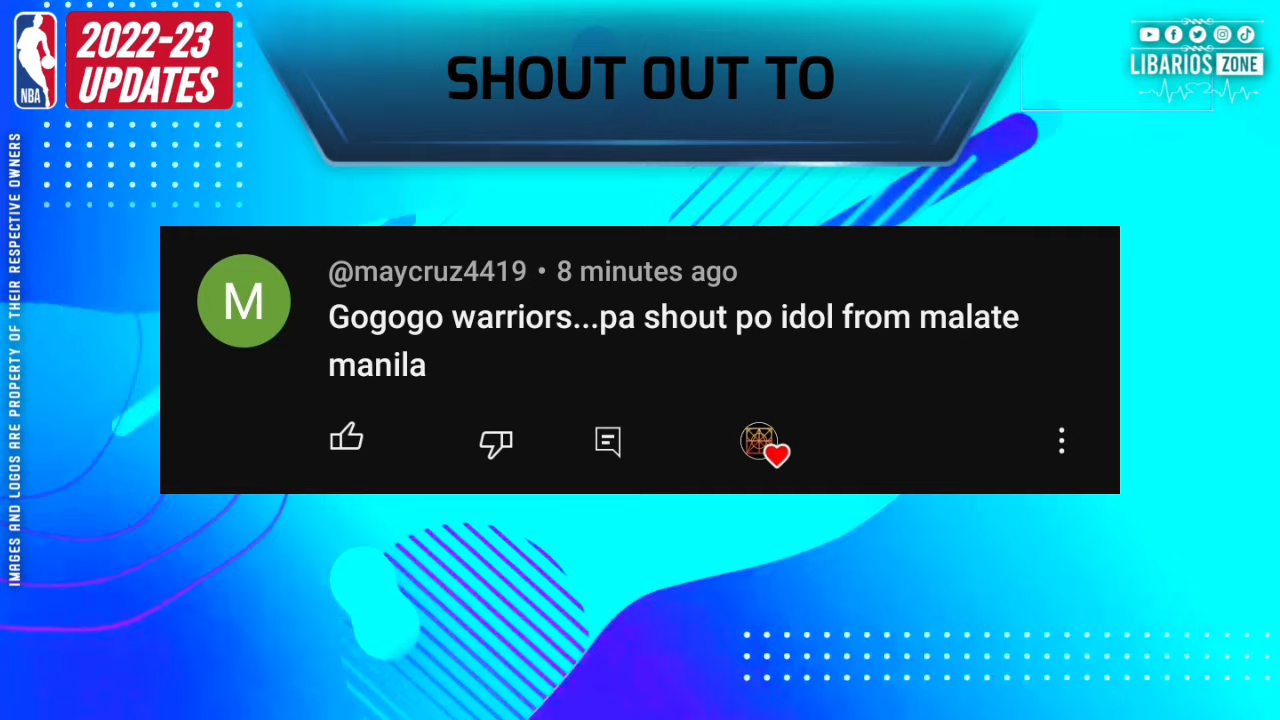 2022-23
UPDATES
NBA
SHOUT OUT TO
LIBARIOS ZONE
IMAGES AND LOGOS ARE PROPERTY OF THEIR RESPECTIVE OWNERS
M
@maycruz4419 • 8 minutes ago
Gogogo warriors...pa shout po idol from malate
manila